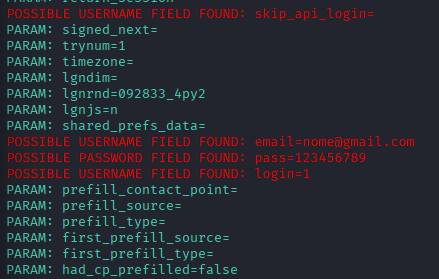 PARAM: return_session=
POSSIBLE USERNAME FIELD FOUND: skip_api_login=
PARAM: signed_next=
PARAM: trynum=1
PARAM: timezone=
PARAM: lgndim=
PARAM: lgnrnd=092833_4py2
PARAM: lgnjs=n
PARAM: shared_prefs_data=
POSSIBLE USERNAME FIELD FOUND: email=nome@gmail.com
POSSIBLE PASSWORD FIELD FOUND: pass=123456789
POSSIBLE USERNAME FIELD FOUND: login=1
PARAM: prefill_contact_point=
PARAM: prefill_source=
PARAM: prefill_type=
PARAM: first_prefill_source=
PARAM: first_prefill_type=
PARAM: had_cp_prefilled=false